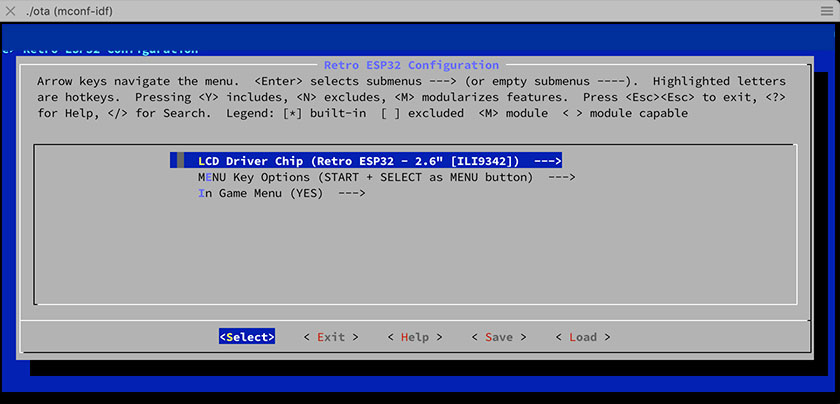 ./ota (mconf-idf)
Retro ESP32 Configuration
Retro ESP32 Configuration
Arrow keys navigate the menu.  <Enter> selects submenus ---> (or empty submenus ----).  Highlighted letters
are hotkeys.  Pressing <Y> includes, <N> excludes, <M> modularizes features.  Press <Esc><Esc> to exit, <?>
for Help, </> for Search.  Legend: [*] built-in  [ ] excluded  <M> module  < > module capable
LCD Driver Chip (Retro ESP32 - 2.6" [ILI9342])  --->
MENU Key Options (START + SELECT as MENU button)  --->
In Game Menu (YES)  --->
<Select>    < Exit >    < Help >    < Save >    < Load >